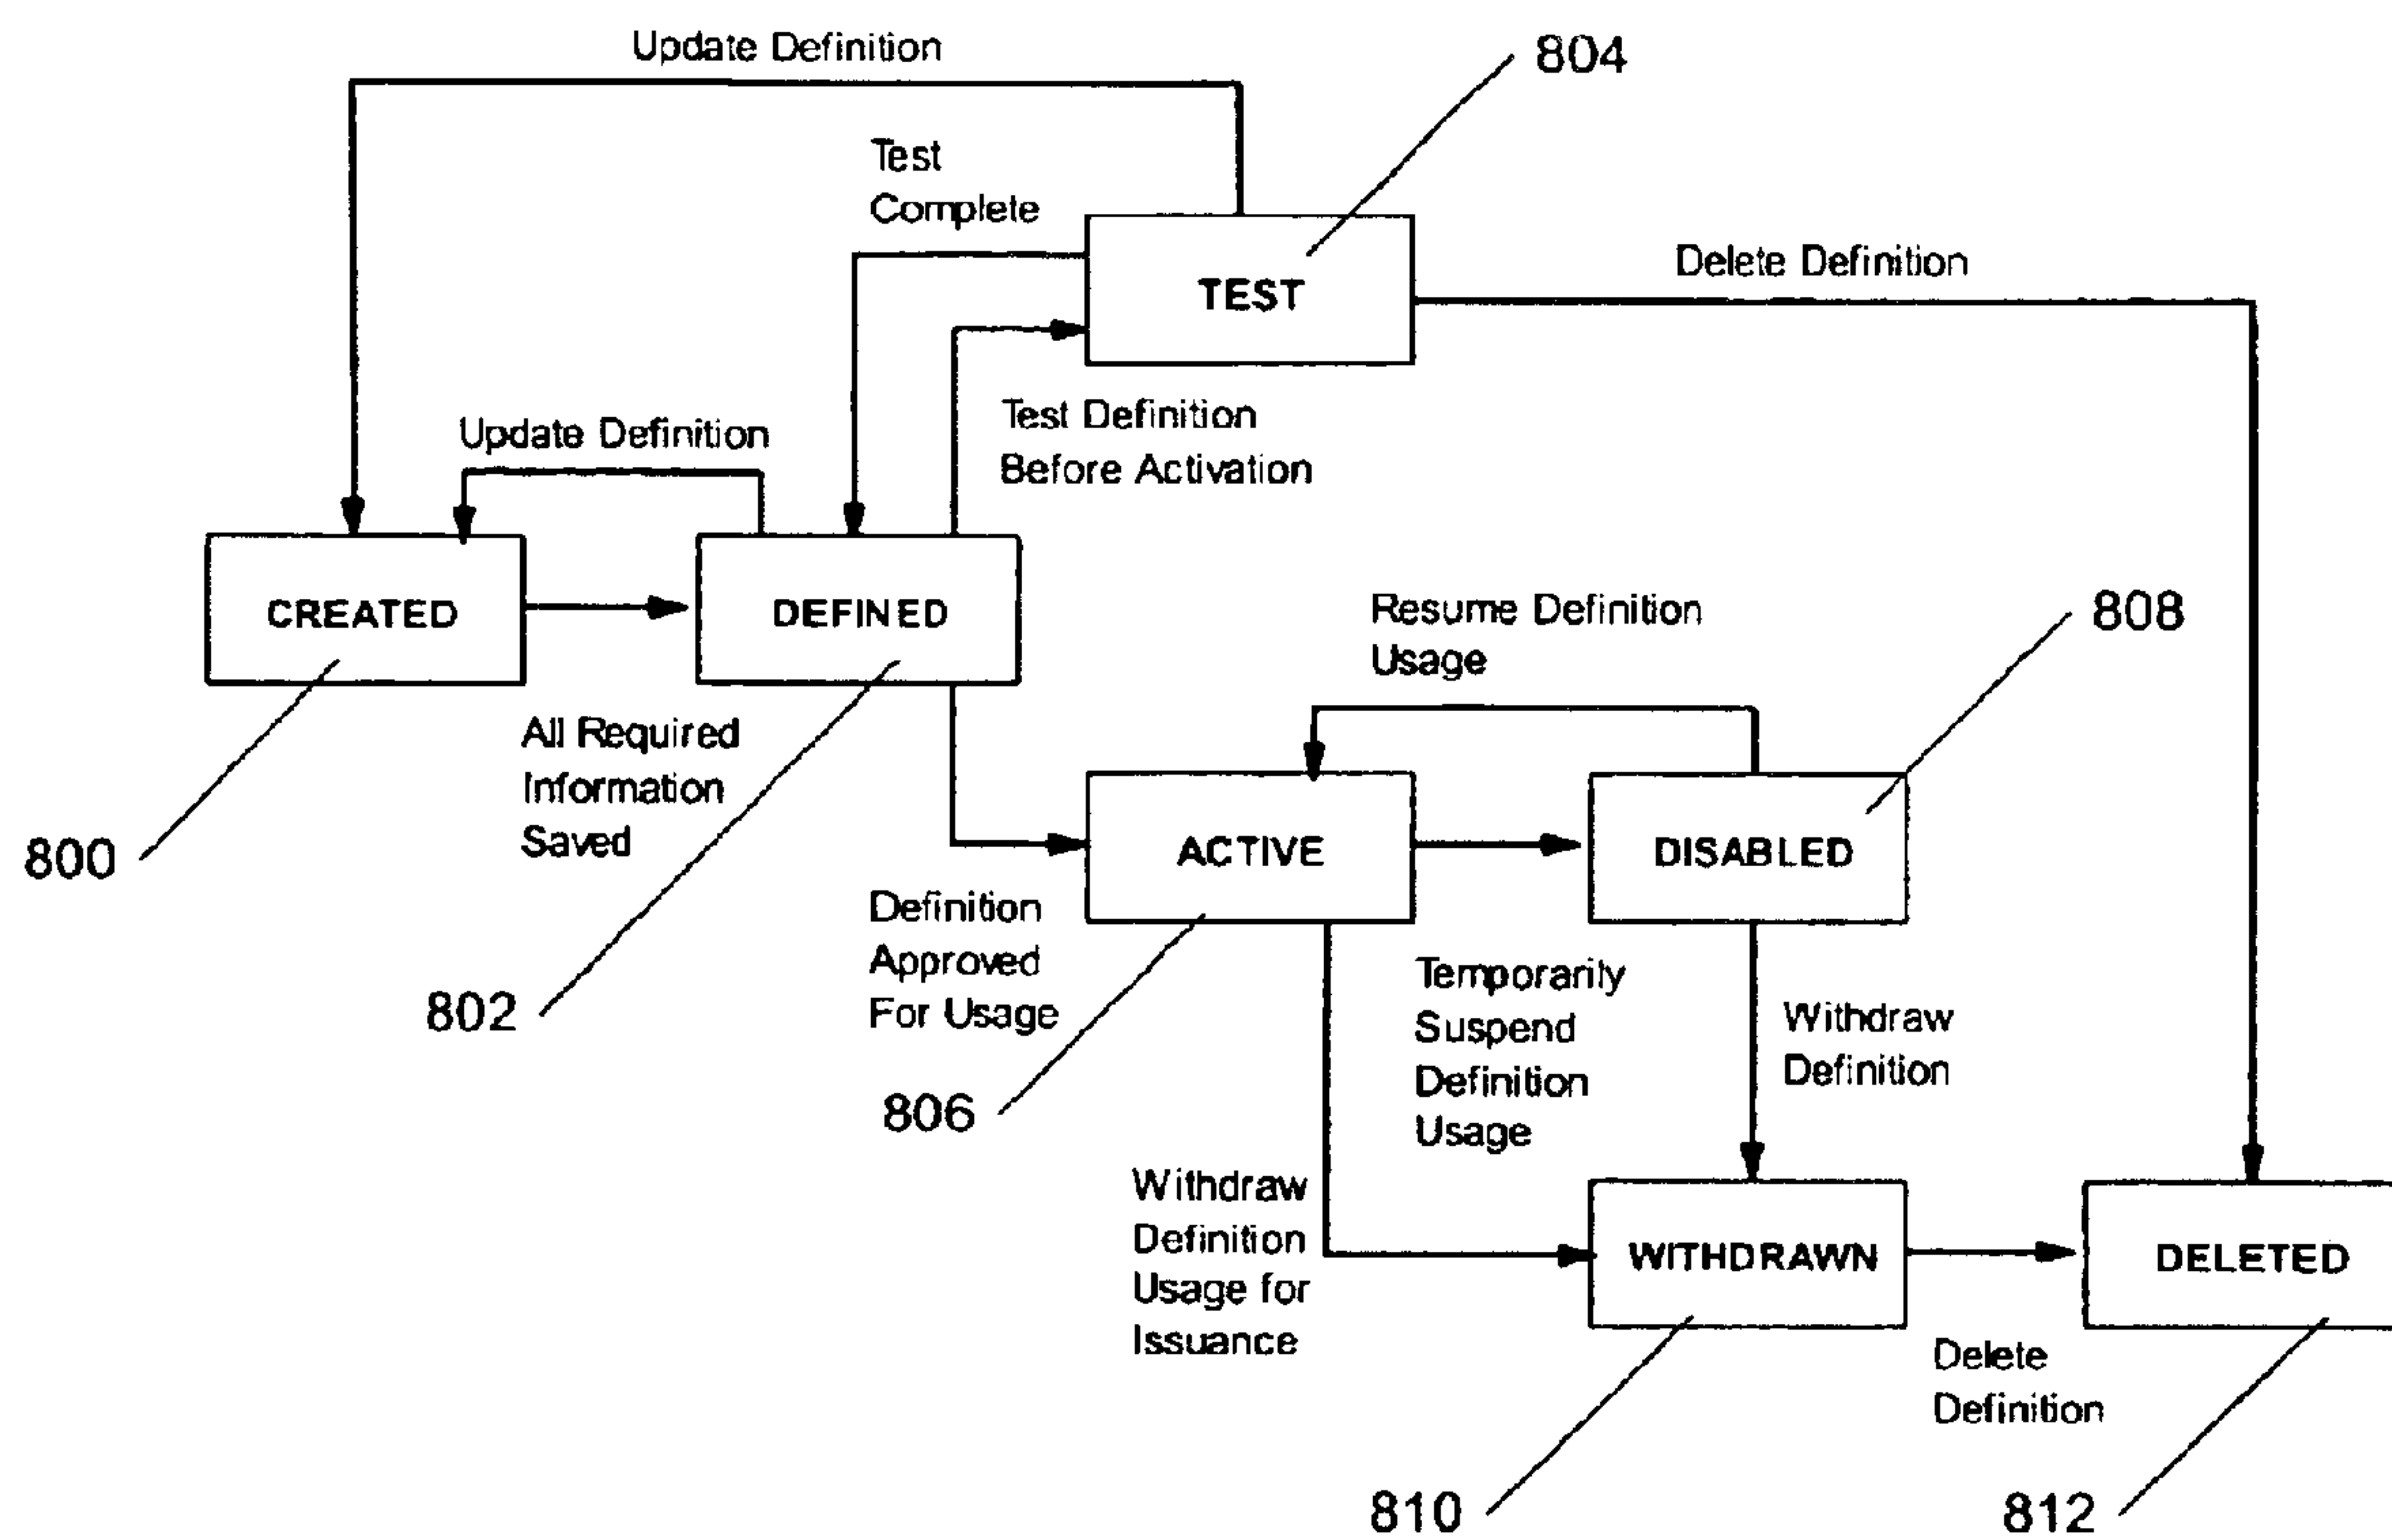 Update Definition
804
Test
Complete
TEST
Delete Definition
Test Definition
Before Activation
Update Definition
CREATED
DEFINED
Resume Definition
Usage
808
All Required
Information
Saved
800
ACTIVE
DISABLED
Definition
Approved
For Usage
802
806
Temporarily
Suspend
Definition
Usage
Withdraw
Definition
Withdraw
Definition
Usage for
Issuance
WITHDRAWN
DELETED
Delete
Definition
810
812